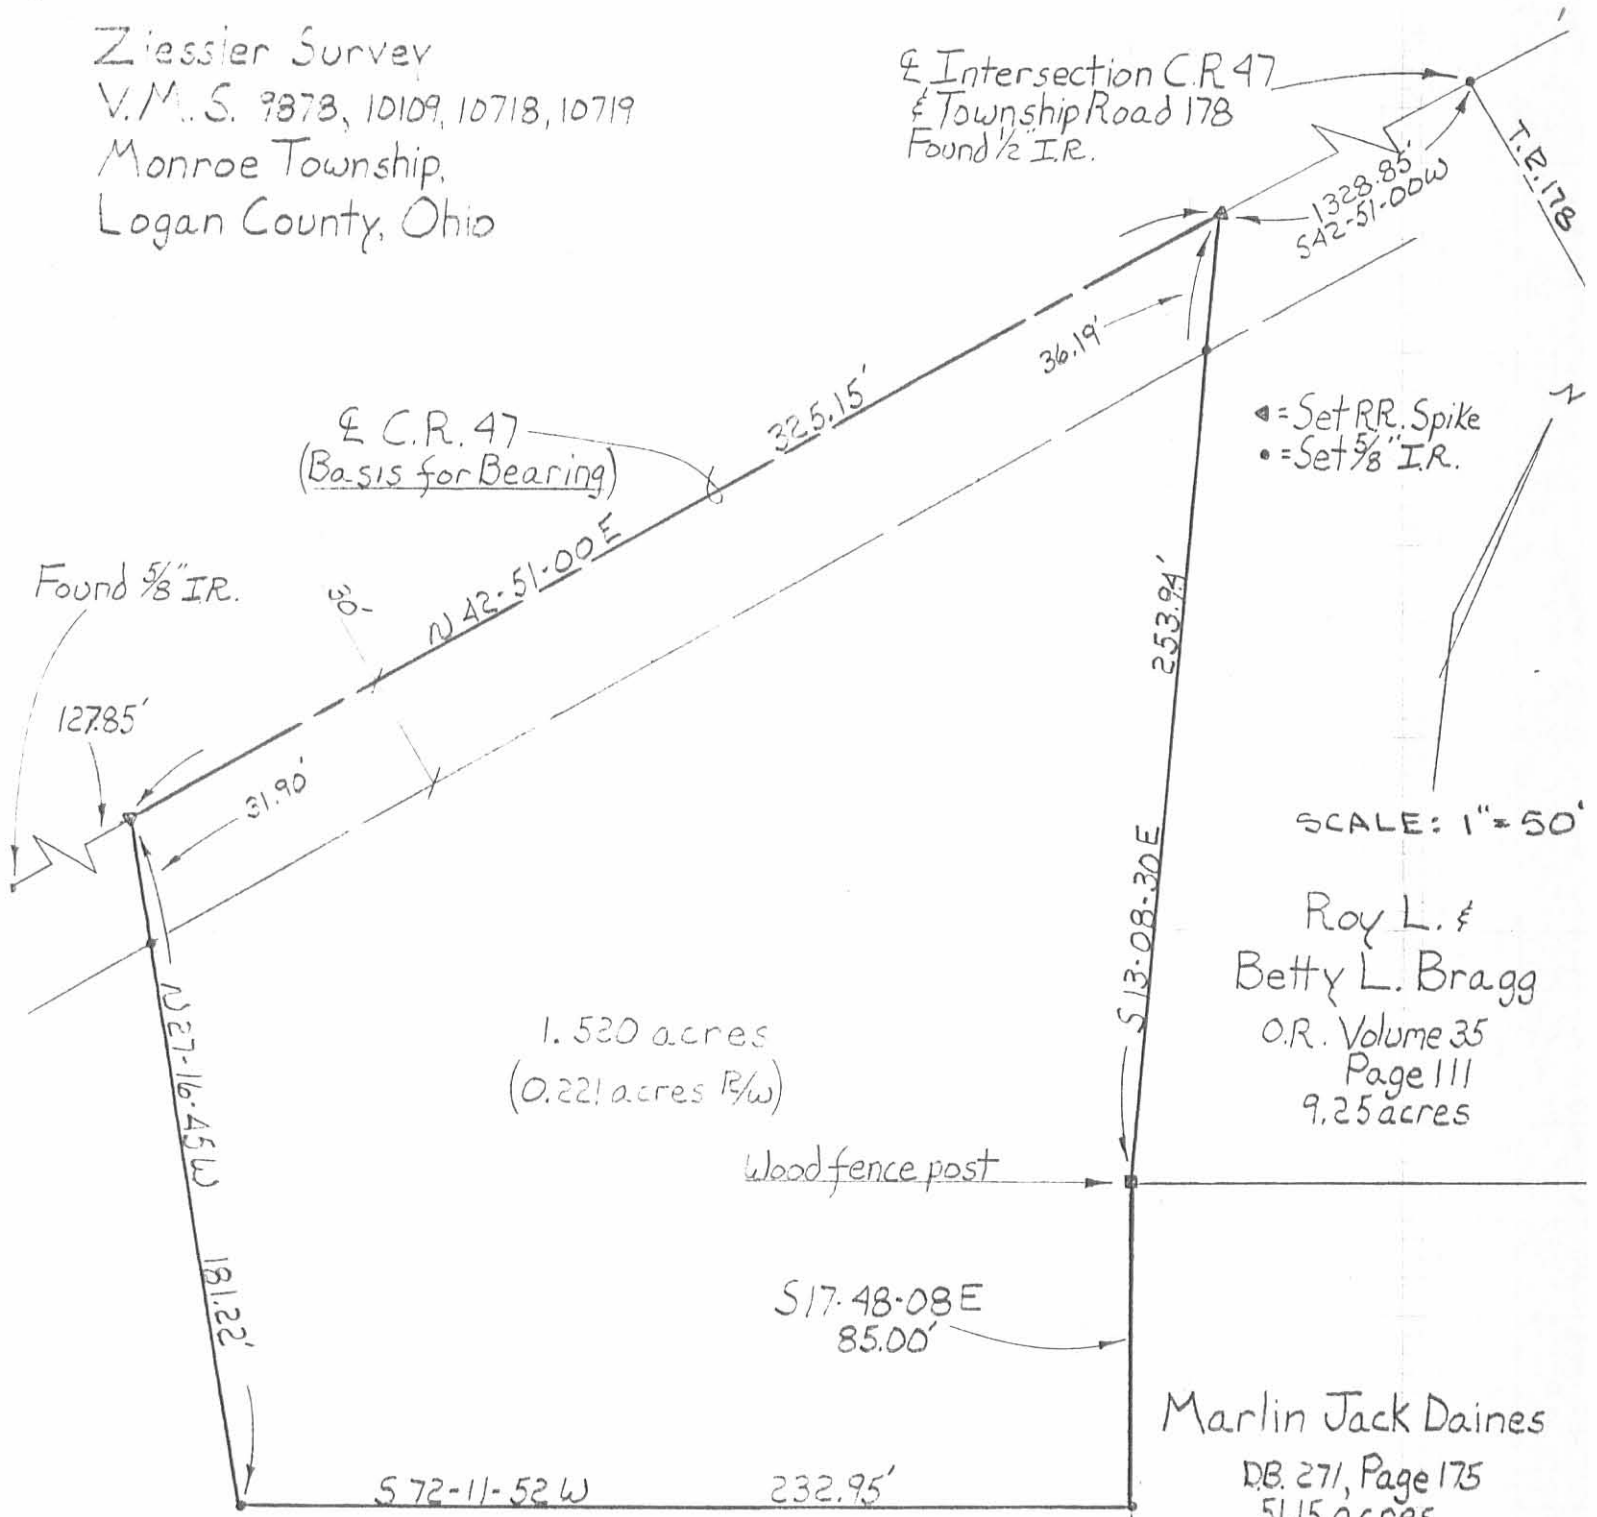 Ziessler Survey
V.M.S. 9878, 10109, 10718, 10719
Monroe Township,
Logan County, Ohio
℄ Intersection C.R 47
& Township Road 178
Found 1/2" I.R.
T.R. 178
1328.85'
S42-51-00W
36.19'
325.15'
℄ C.R. 47
(Basis for Bearing)
N 42-51-00 E
◂ = Set RR. Spike
• = Set 5/8" I.R.
N
Found 5/8" I.R.
30-
127.85'
31.90'
253.94'
S 13-08-30 E
SCALE: 1" = 50'
Roy L. &
Betty L. Bragg
O.R. Volume 35
Page 111
9.25 acres
N 27-16-45 W
181.22'
1.520 acres
(0.221 acres R/W)
Wood fence post
S 17-48-08 E
85.00'
Marlin Jack Daines
D.B. 271, Page 175
51.15 acres
S 72-11-52 W 232.95'